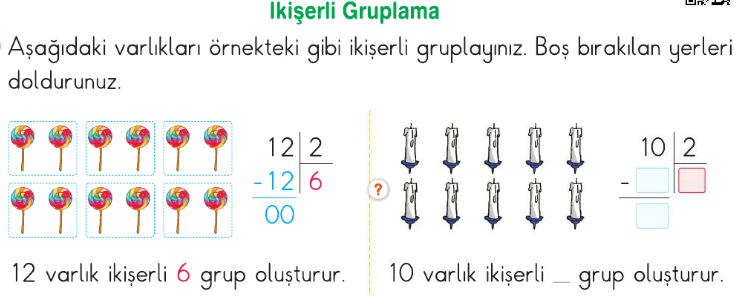 İkişerli Gruplama
Aşağıdaki varlıkları örnekteki gibi ikişerli gruplayınız. Boş bırakılan yerleri
doldurunuz.
12 2
-12 6
00
12 varlık ikişerli 6 grup oluşturur.
?
10 2
-
10 varlık ikişerli __ grup oluşturur.